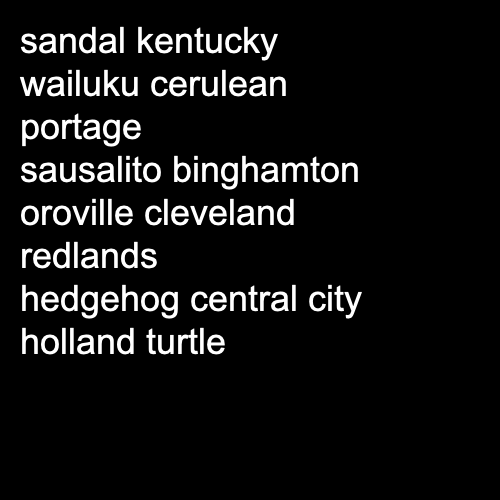 sandal kentucky
wailuku cerulean
portage
sausalito binghamton
oroville cleveland
redlands
hedgehog central city
holland turtle